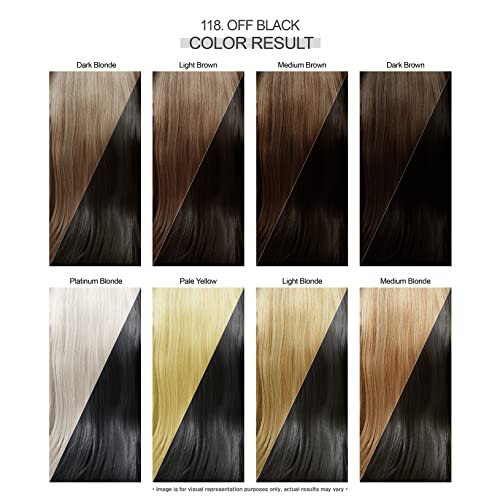 118. OFF BLACK
COLOR RESULT
Dark Blonde Light Brown Medium Brown Dark Brown
Platinum Blonde Pale Yellow Light Blonde Medium Blonde
* Image is for visual representation purposes only, actual results may vary *